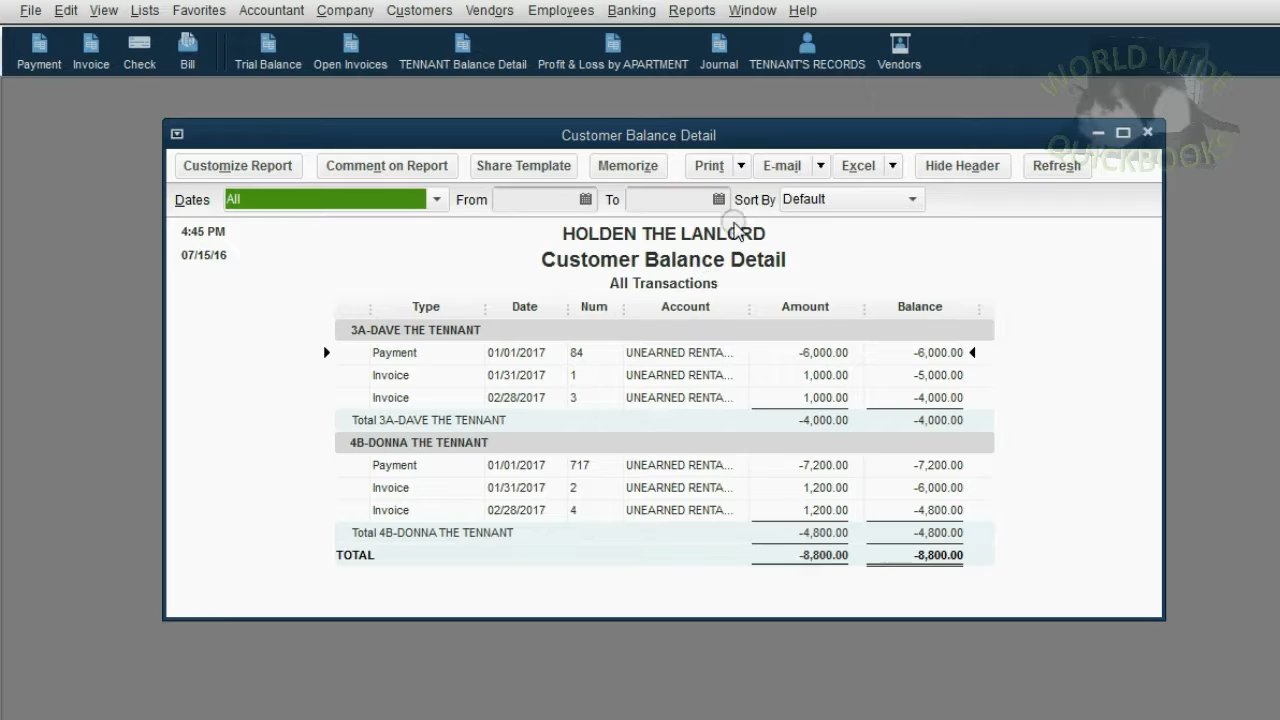 File Edit View Lists Favorites Accountant Company Customers Vendors Employees Banking Reports Window Help
Payment Invoice Check Bill Trial Balance Open Invoices TENNANT Balance Detail Profit & Loss by APARTMENT Journal TENNANT'S RECORDS Vendors
WORLD WIDE
QUICKBOOKS
Customer Balance Detail
Customize Report Comment on Report Share Template Memorize Print E-mail Excel Hide Header Refresh
Dates All From To Sort By Default
4:45 PM HOLDEN THE LANLORD
07/15/16 Customer Balance Detail
All Transactions
Type Date Num Account Amount Balance
3A-DAVE THE TENNANT
Payment 01/01/2017 84 UNEARNED RENTA... -6,000.00 -6,000.00
Invoice 01/31/2017 1 UNEARNED RENTA... 1,000.00 -5,000.00
Invoice 02/28/2017 3 UNEARNED RENTA... 1,000.00 -4,000.00
Total 3A-DAVE THE TENNANT -4,000.00 -4,000.00
4B-DONNA THE TENNANT
Payment 01/01/2017 717 UNEARNED RENTA... -7,200.00 -7,200.00
Invoice 01/31/2017 2 UNEARNED RENTA... 1,200.00 -6,000.00
Invoice 02/28/2017 4 UNEARNED RENTA... 1,200.00 -4,800.00
Total 4B-DONNA THE TENNANT -4,800.00 -4,800.00
TOTAL -8,800.00 -8,800.00